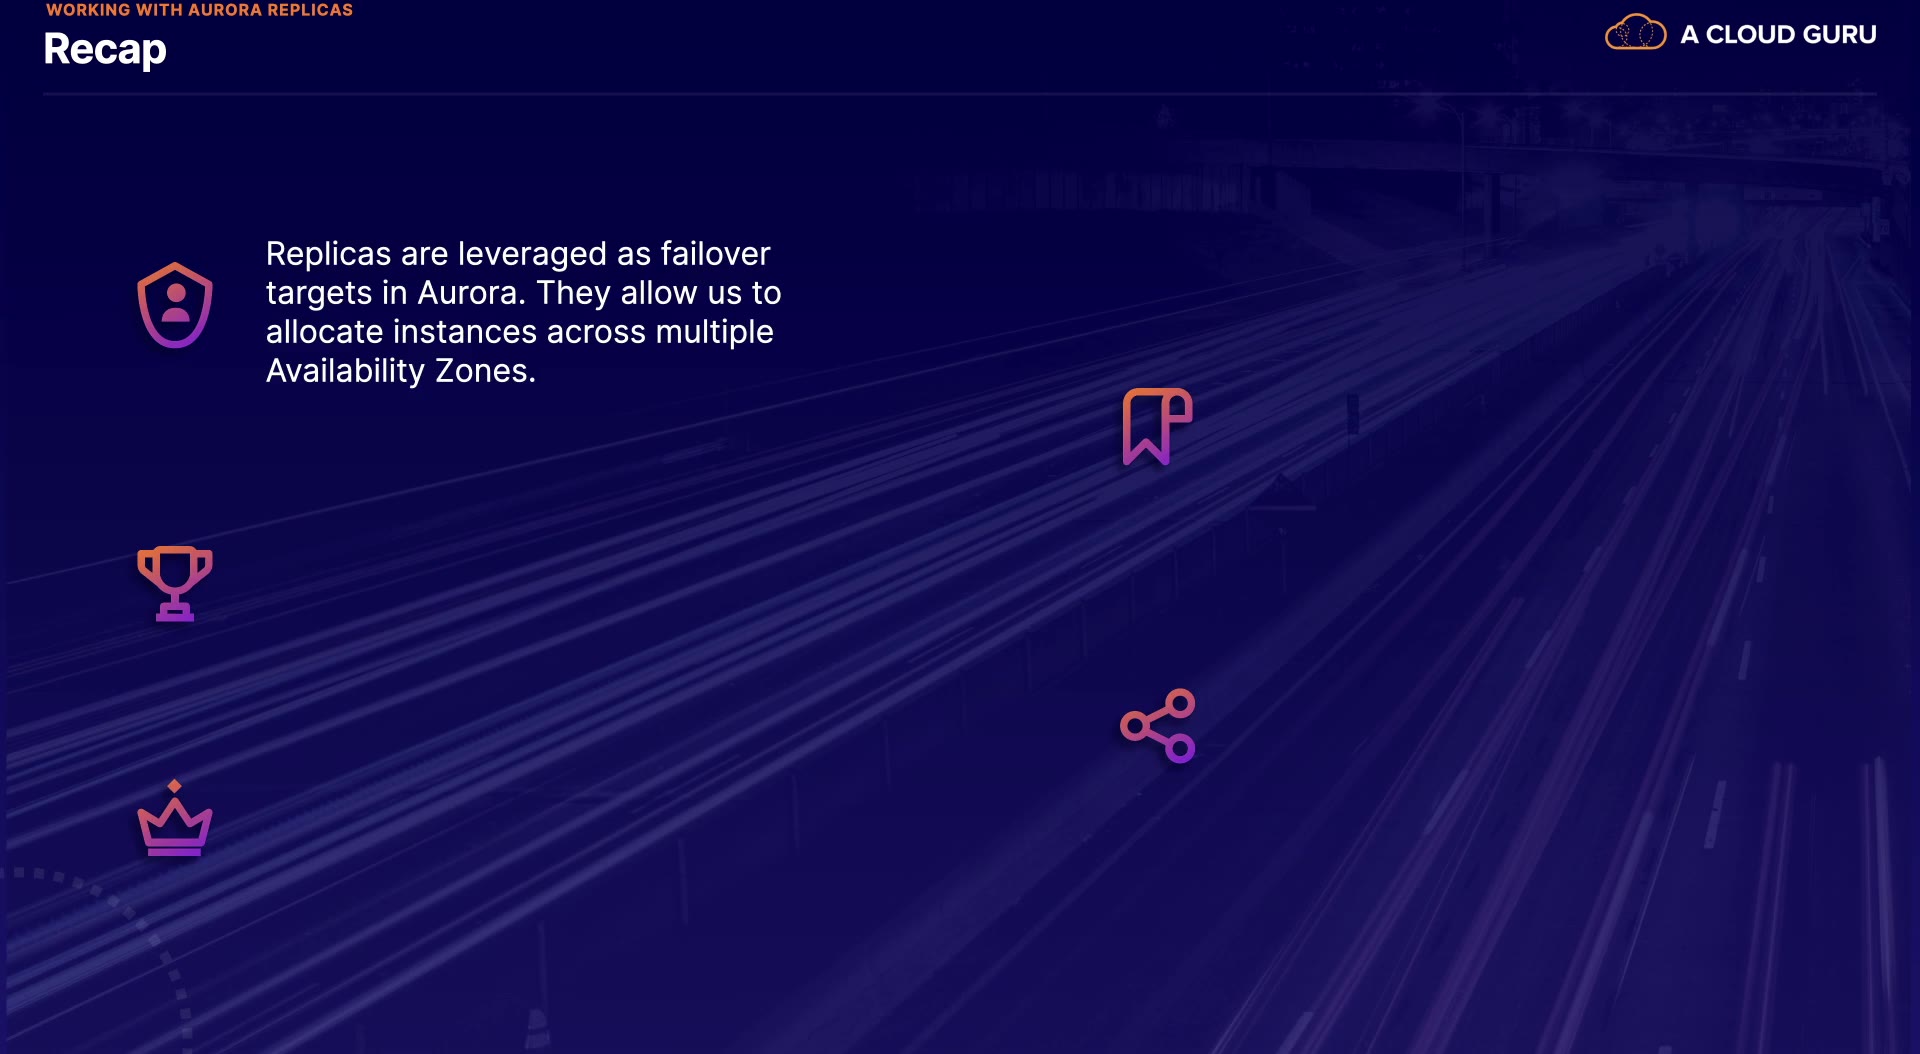 WORKING WITH AURORA REPLICAS
Recap
A CLOUD GURU
Replicas are leveraged as failover
targets in Aurora. They allow us to
allocate instances across multiple
Availability Zones.